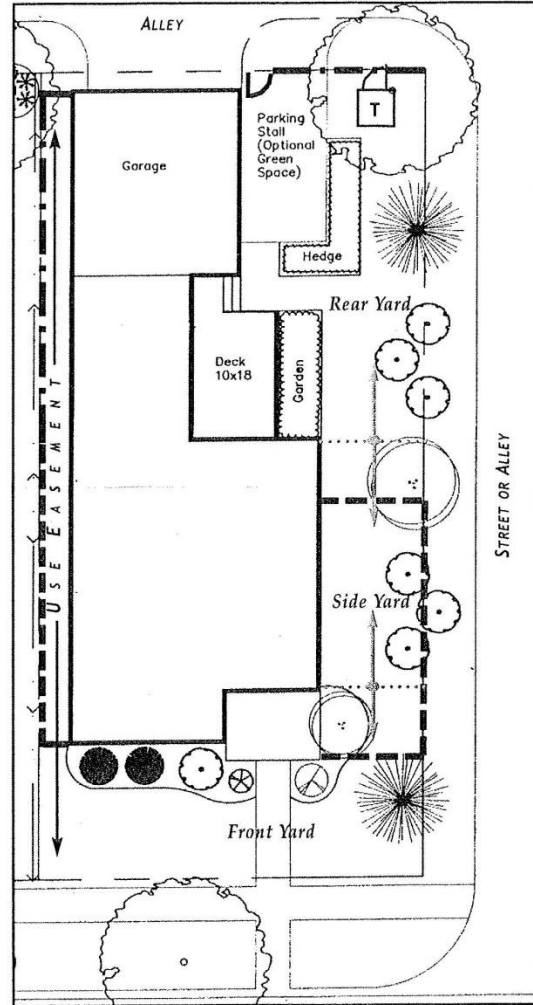 ALLEY
Parking
Stall
(Optional
Green
Space)
T
Garage
Hedge
Rear Yard
Deck
10x18
Garden
USE EASEMENT
STREET OR ALLEY
Side Yard
Front Yard